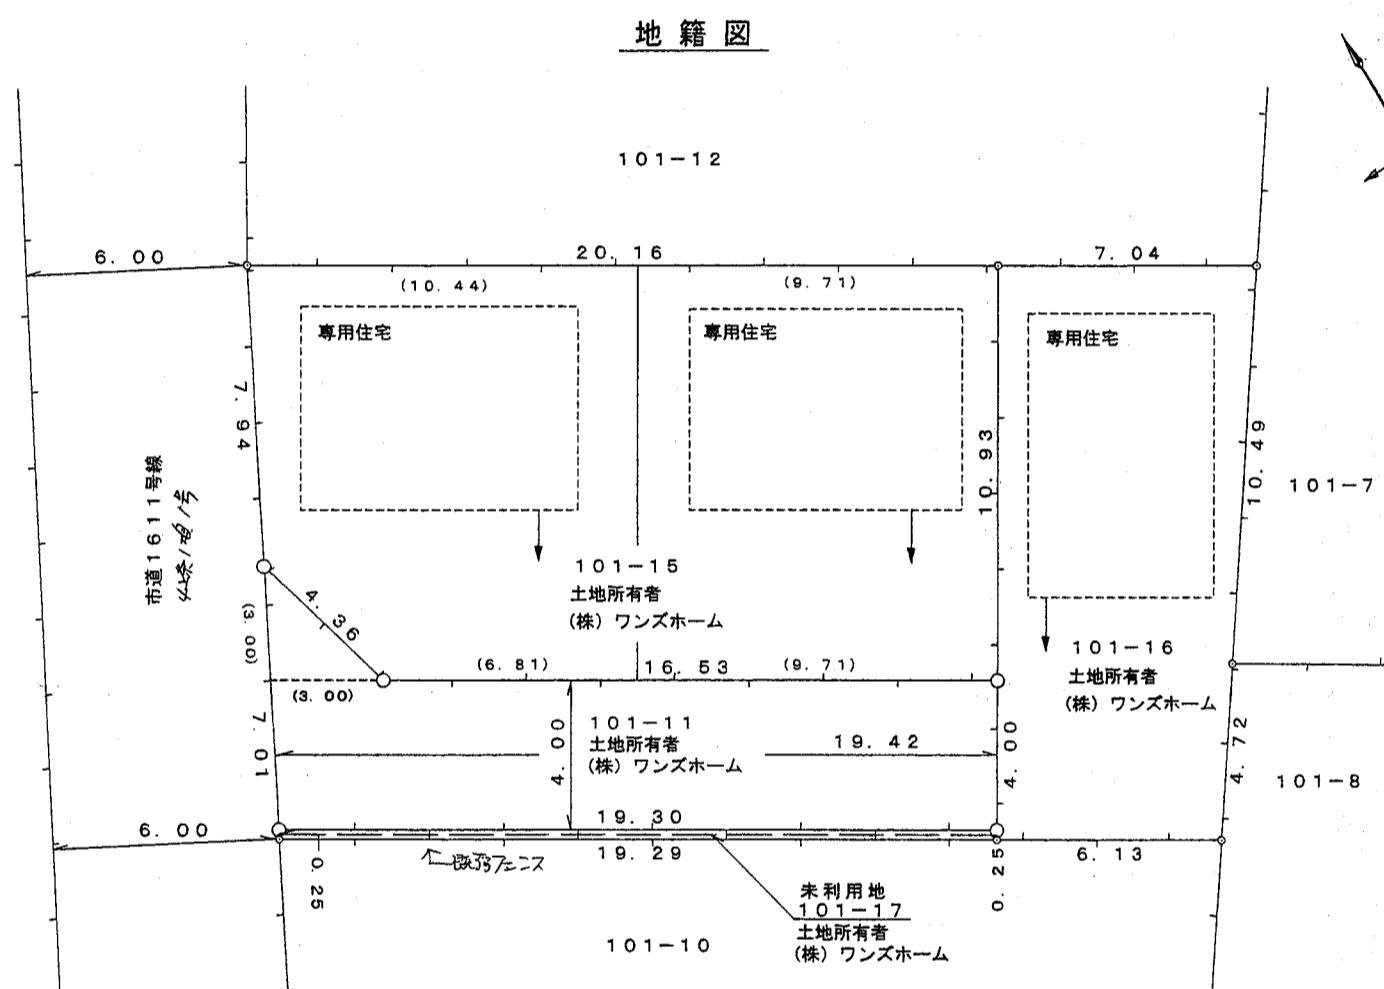 地籍図
101-12
6.00
20.16
7.04
(10.44)
(9.71)
専用住宅
専用住宅
専用住宅
7.94
10.93
10.49
101-7
市道1611号線
101-15
土地所有者
(株)ワンズホーム
4.36
(3.00)
(6.81)
16.53
(9.71)
(3.00)
101-16
土地所有者
(株)ワンズホーム
7.01
4.00
101-11
土地所有者
(株)ワンズホーム
19.42
4.00
4.72
101-8
6.00
19.30
19.29
既存フェンス
0.25
0.25
6.13
未利用地
101-17
土地所有者
(株)ワンズホーム
101-10